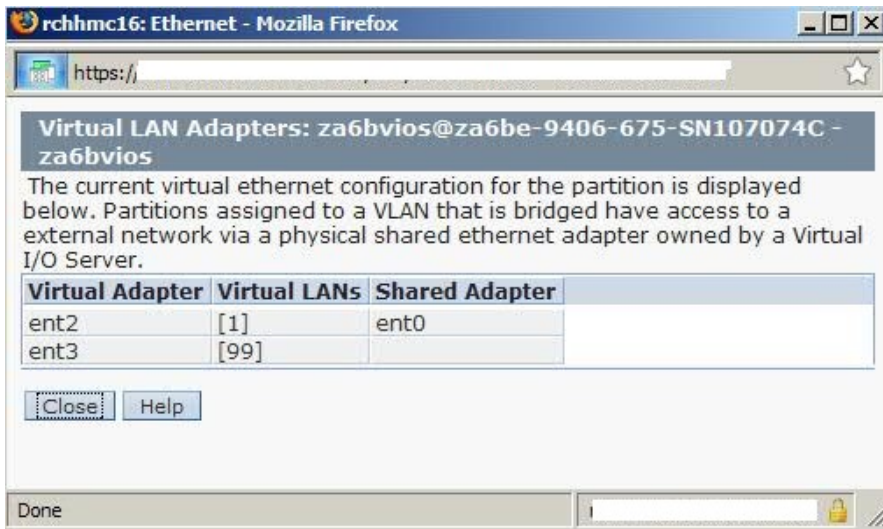 rchhmc16: Ethernet - Mozilla Firefox
https://
Virtual LAN Adapters: za6bvios@za6be-9406-675-SN107074C -
za6bvios
The current virtual ethernet configuration for the partition is displayed
below. Partitions assigned to a VLAN that is bridged have access to a
external network via a physical shared ethernet adapter owned by a Virtual
I/O Server.
Virtual Adapter Virtual LANs Shared Adapter
ent2 [1] ent0
ent3 [99]
Close Help
Done